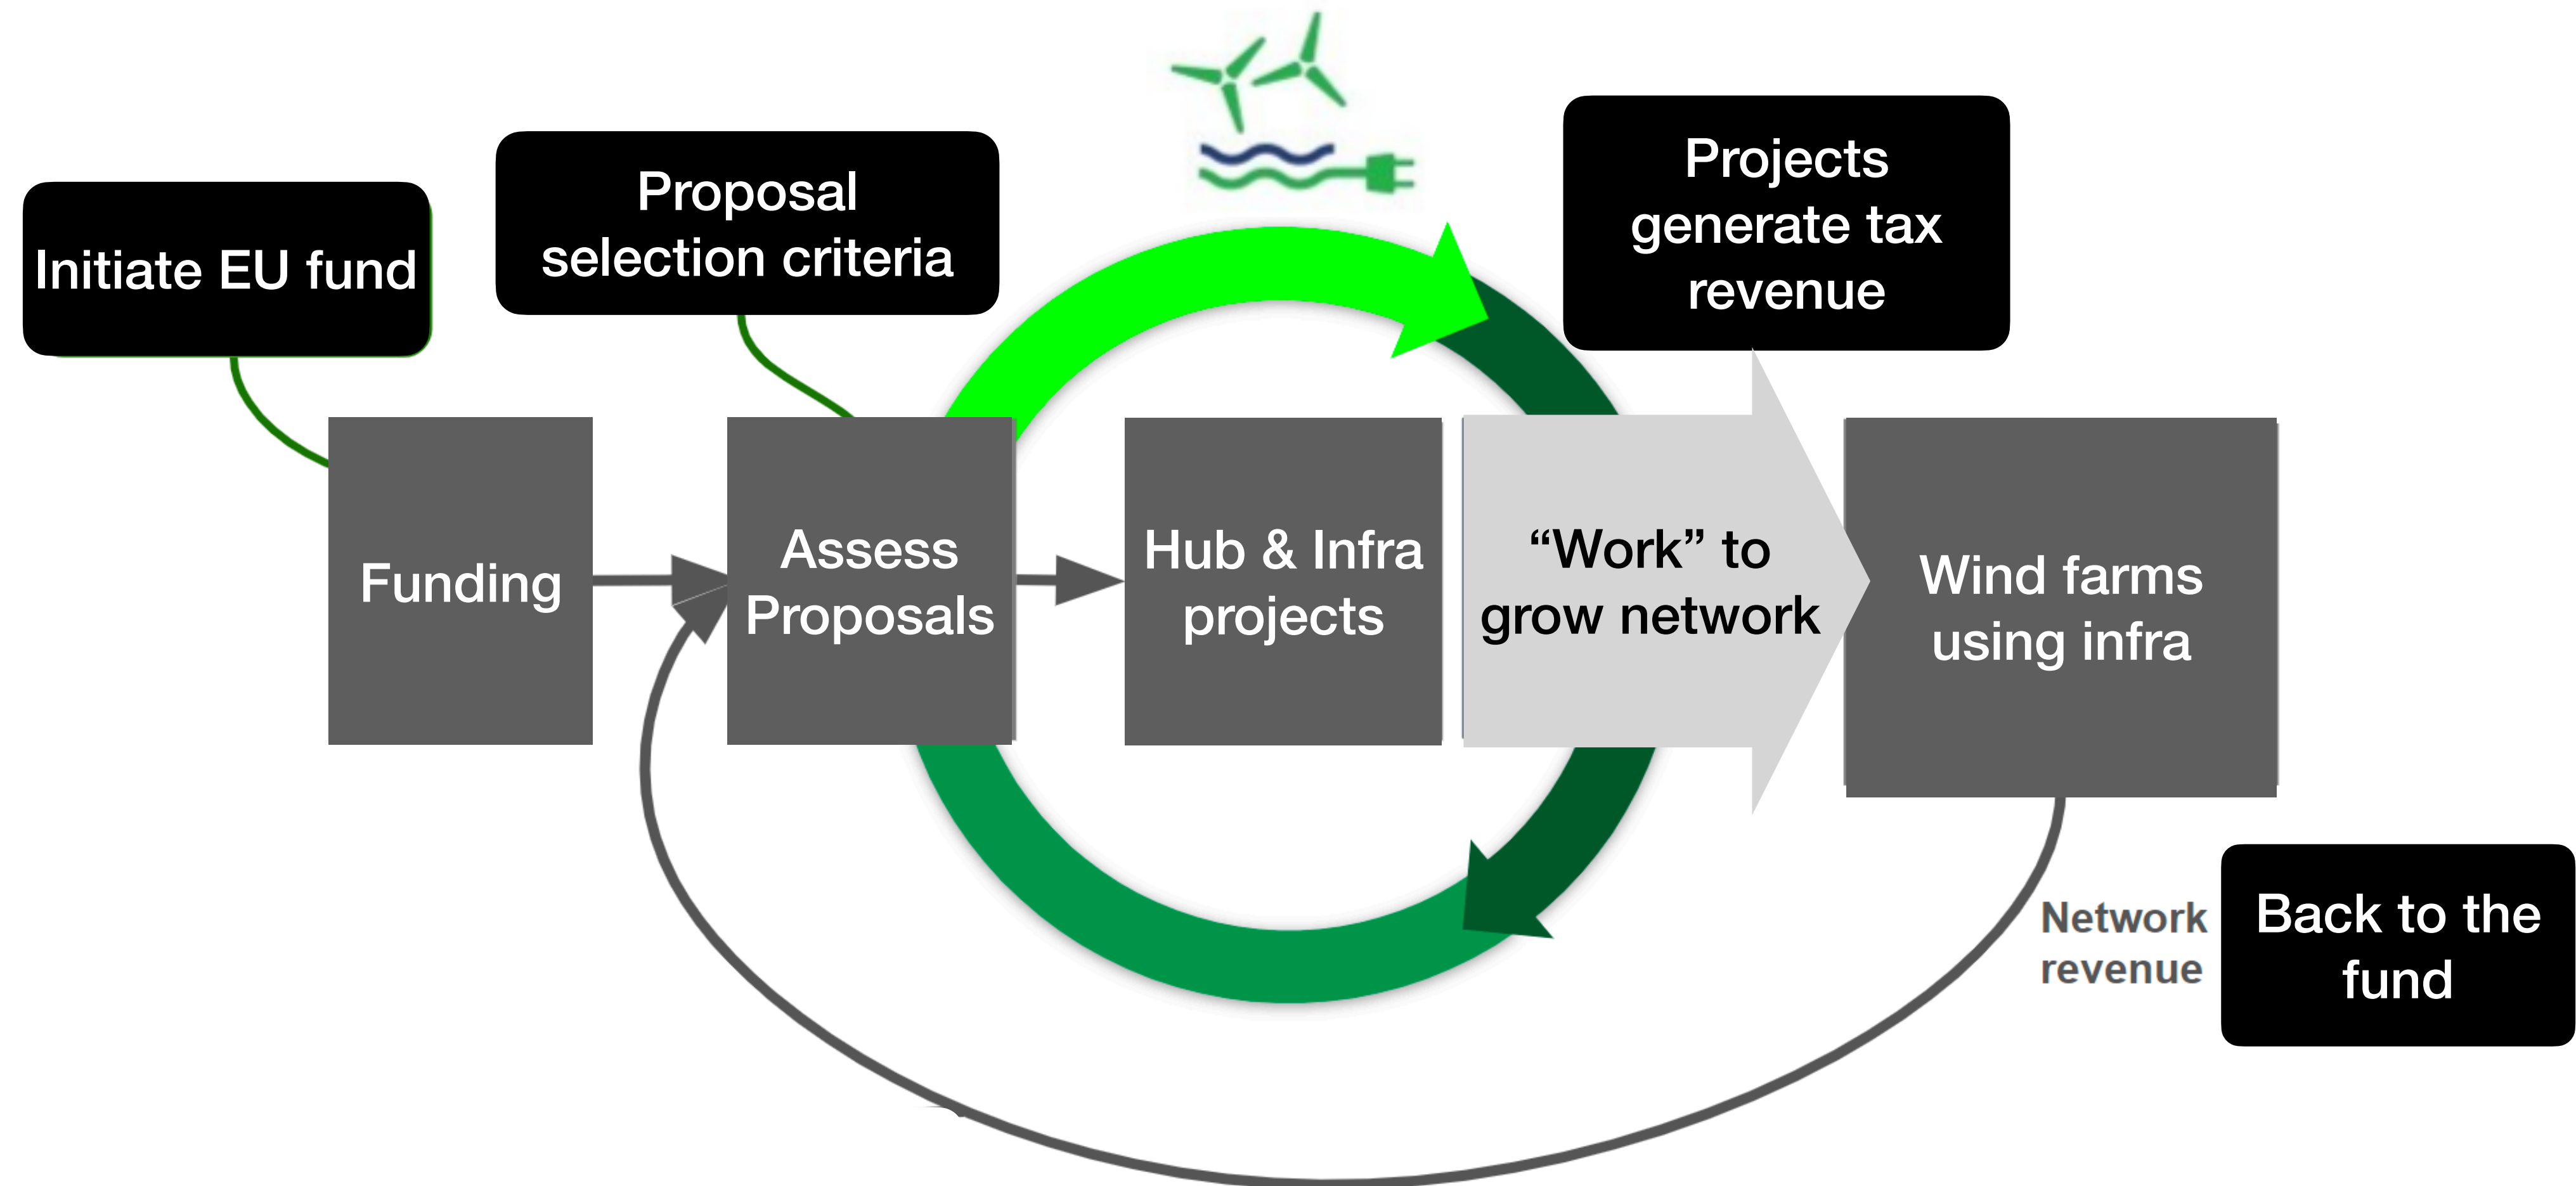 Initiate EU fund
Proposal
selection criteria
Projects
generate tax
revenue
Funding
Assess
Proposals
Hub & Infra
projects
“Work” to
grow network
Wind farms
using infra
Network
revenue
Back to the
fund